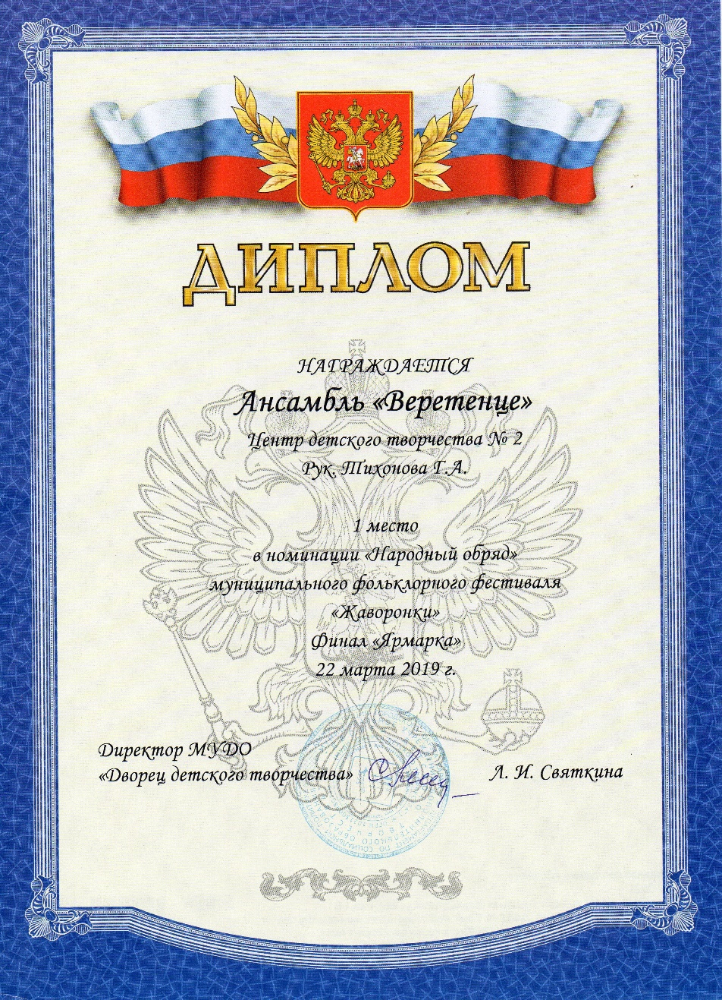 ДИПЛОМ
НАГРАЖДАЕТСЯ
Ансамбль «Веретенце»
Центр детского творчества № 2
Рук. Тихонова Г.А.
1 место
в номинации «Народный обряд»
муниципального фольклорного фестиваля
«Жаворонки»
Финал «Ярмарка»
22 марта 2019 г.
Директор МУДО
«Дворец детского творчества»
Л. И. Святкина